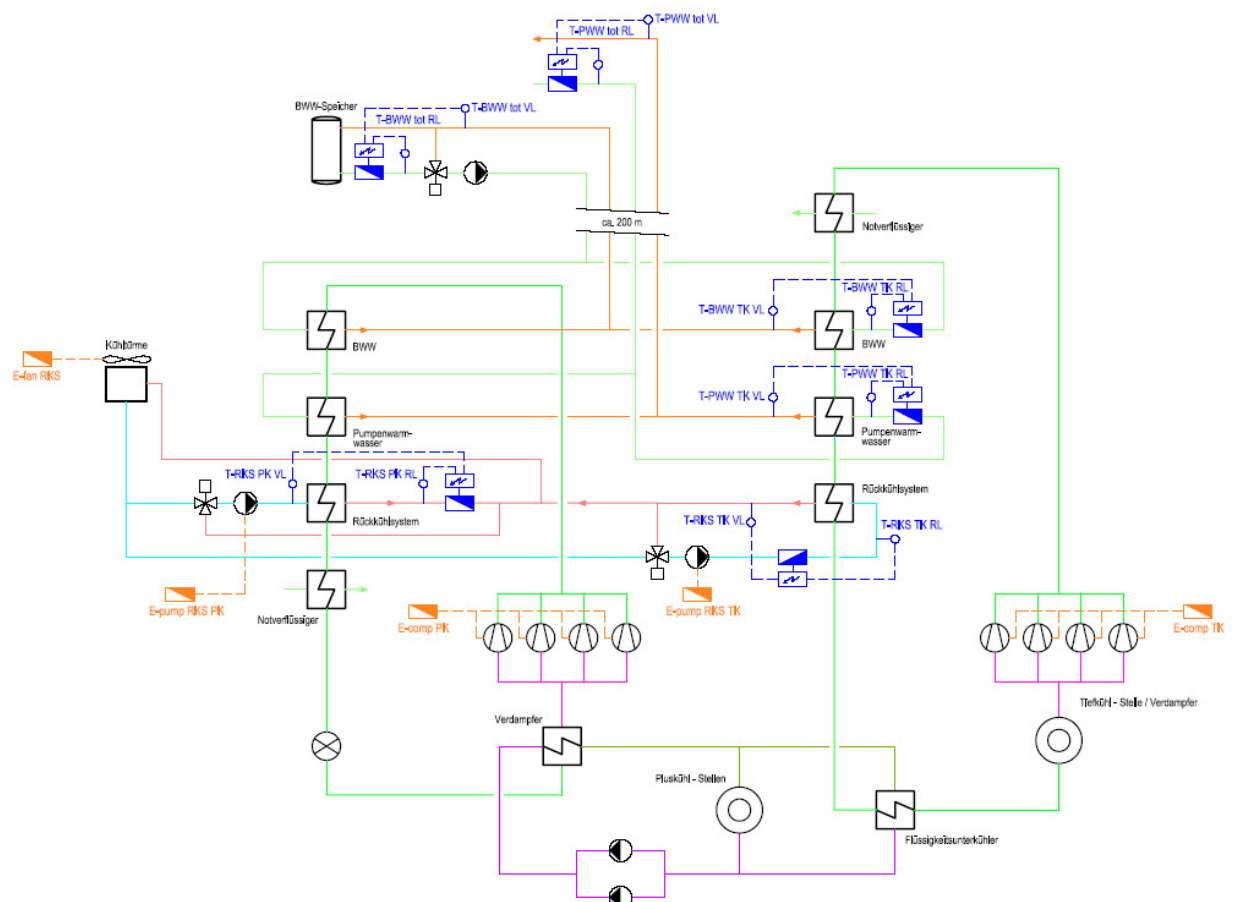 T-PWW tot VL
T-PWW tot RL
BWW-Speicher
T-BWW tot VL
T-BWW tot RL
ca. 200 m
Notverflüssiger
T-BWW TK RL
T-BWW TK VL
BWW
BWW
Kühltürme
E-fan RKS
T-PWW TK RL
T-PWW TK VL
Pumpenwarm-
wasser
Pumpenwarm-
wasser
T-RKS PK VL
T-RKS PK RL
Rückkühlsystem
Rückkühlsystem
T-RKS TK VL
T-RKS TK RL
E-pump RKS PK
Notverflüssiger
E-comp PK
E-pump RKS TK
E-comp TK
Verdampfer
Tiefkühl - Stelle / Verdampfer
Pluskühl - Stellen
Flüssigkeitsunterkühler